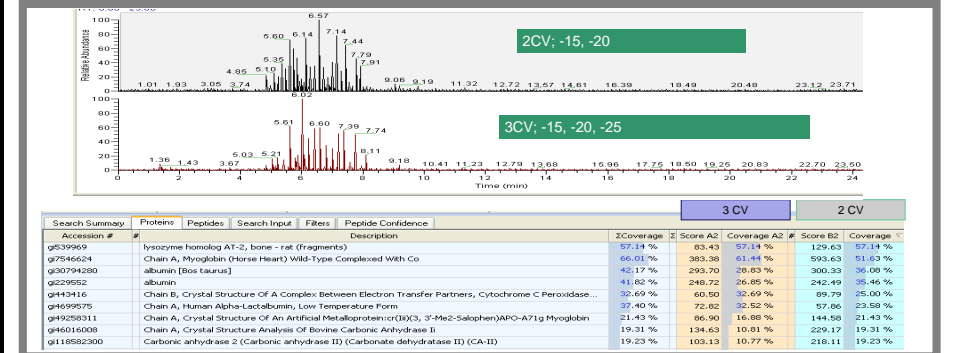 6.57
100
6.14
7.14
5.60
7.44
80
60
7.79
5.35
7.91
40
5.10
4.85
20
1.01 1.93 3.05 3.74 9.06 9.19 11.32 12.72 13.57 14.61 16.39 18.49 20.48 23.12 23.71
0
Relative Abundance
2CV; -15, -20
6.02
100
5.61 6.60 7.39 7.74
80
60
40
8.11
5.03 5.21
20
1.36 1.43 3.67 9.18 10.41 11.23 12.79 13.68 15.96 17.75 18.50 19.25 20.83 22.70 23.50
0
3CV; -15, -20, -25
0 2 4 6 8 10 12 14 16 18 20 22 24
Time (min)
3 CV 2 CV
Search Summary Proteins Peptides Search Input Filters Peptide Confidence
Accession # Description ΣCoverage Σ Score A2 Coverage A2 # Score B2 Coverage
gi539969 lysozyme homolog AT-2, bone - rat (fragments) 57.14 % 83.43 57.14 % 129.63 57.14 %
gi7546624 Chain A, Myoglobin (Horse Heart) Wild-Type Complexed With Co 66.01 % 383.38 61.44 % 593.63 51.63 %
gi30794280 albumin [Bos taurus] 42.17 % 293.70 28.83 % 300.33 36.08 %
gi229552 albumin 41.82 % 248.72 26.85 % 242.49 35.46 %
gi443416 Chain B, Crystal Structure Of A Complex Between Electron Transfer Partners, Cytochrome C Peroxidase... 32.69 % 60.50 32.69 % 89.79 25.00 %
gi4699575 Chain A, Human Alpha-Lactalbumin, Low Temperature Form 37.40 % 72.82 32.52 % 57.86 23.58 %
gi49258311 Chain A, Crystal Structure Of An Artificial Metalloprotein:cr(Iii)(3, 3'-Me2-Salophen)APO-A71g Myoglobin 21.43 % 86.90 16.88 % 144.58 21.43 %
gi46016008 Chain A, Crystal Structure Analysis Of Bovine Carbonic Anhydrase Ii 19.31 % 134.63 10.81 % 229.17 19.31 %
gi118582300 Carbonic anhydrase 2 (Carbonic anhydrase II) (Carbonate dehydratase II) (CA-II) 19.23 % 103.13 10.77 % 218.11 19.23 %